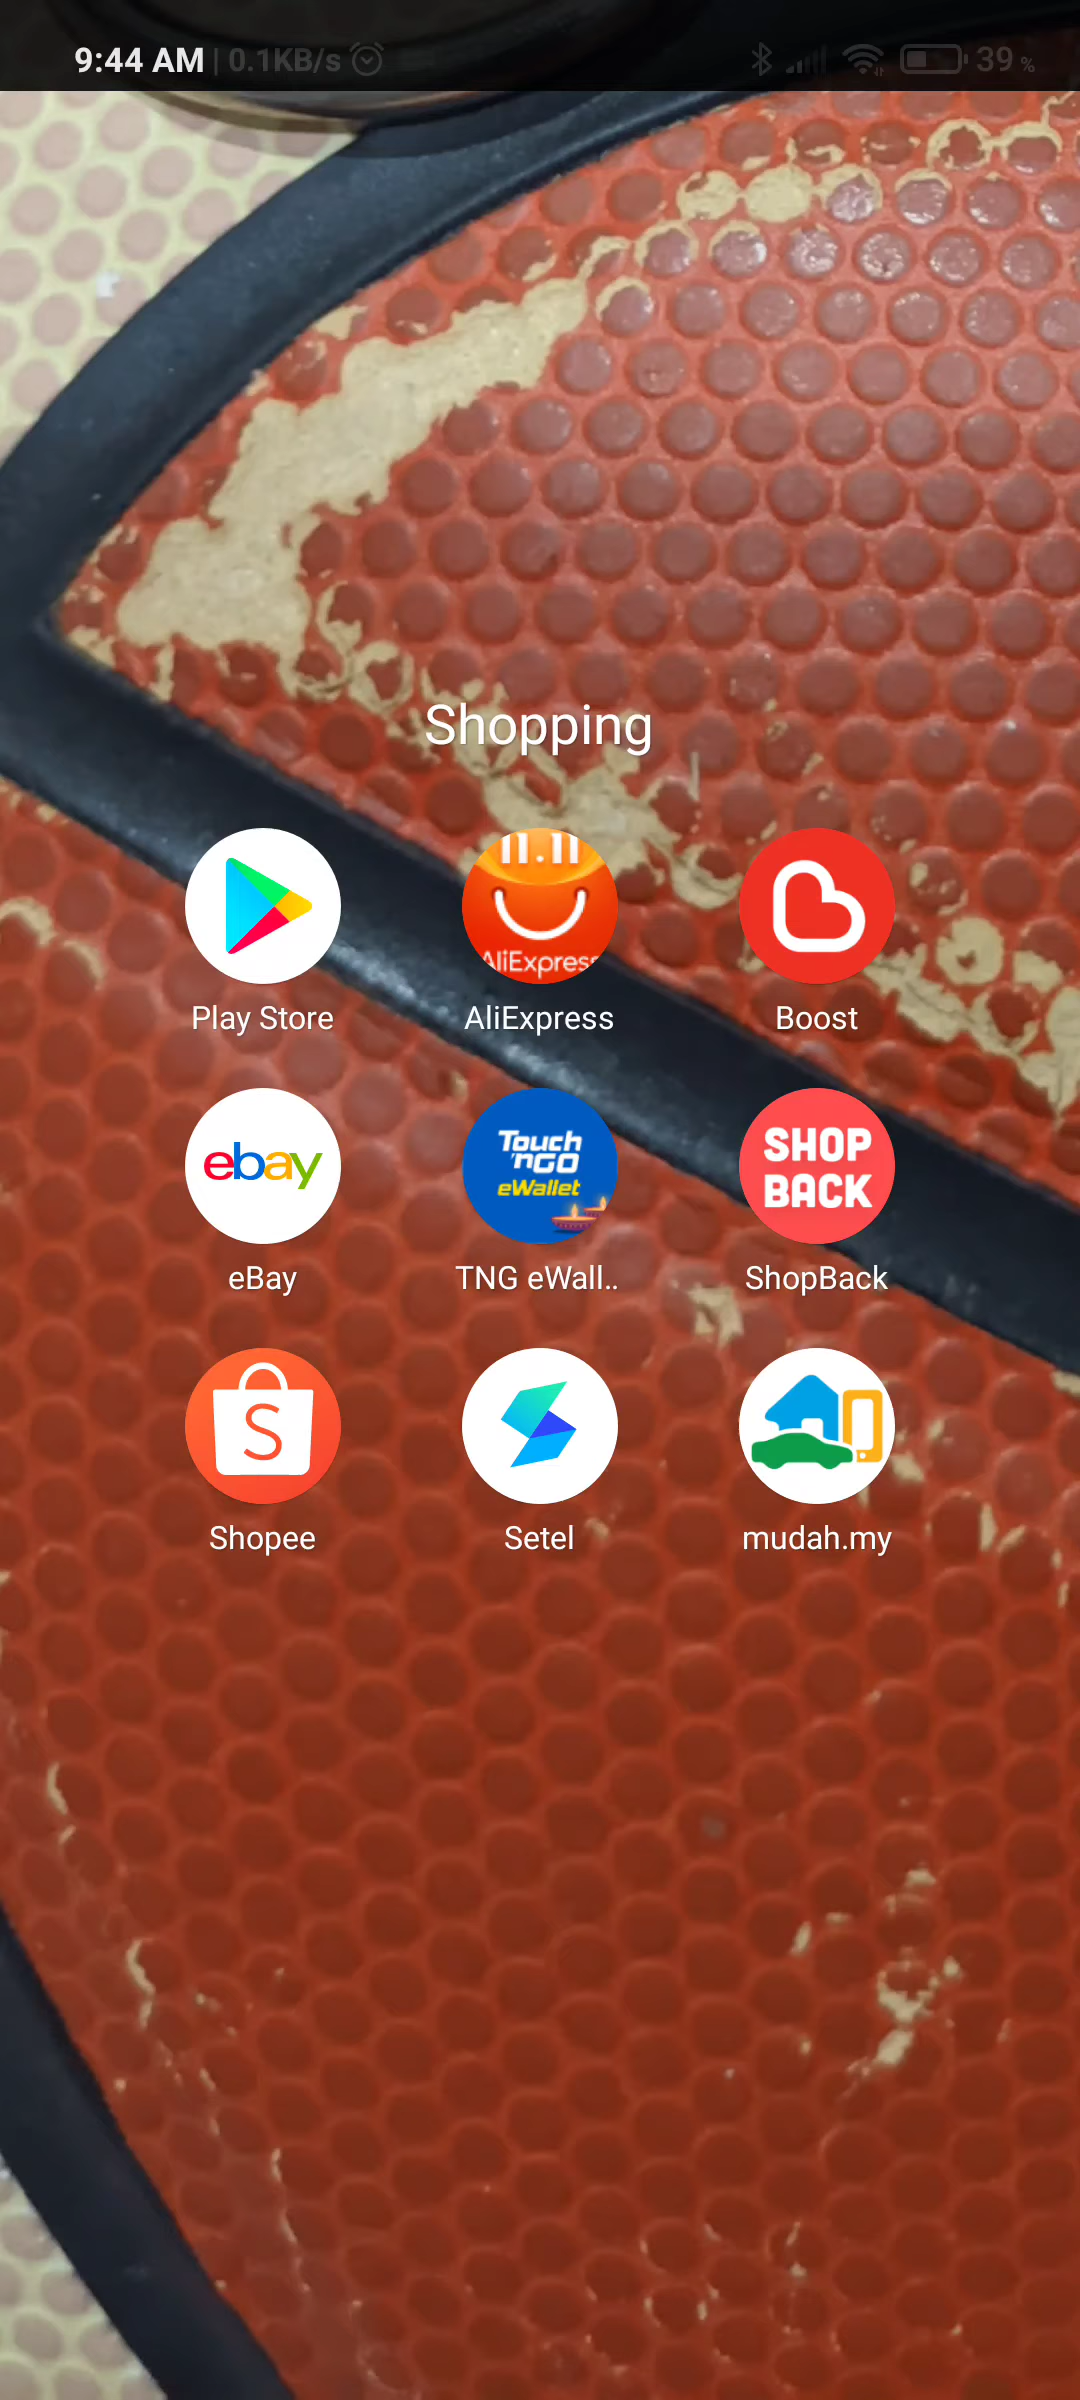 9:44 AM | 0.1KB/s 39 %
Shopping
11.11
AliExpress
Play Store AliExpress Boost
ebay
Touch
'nGO
eWallet
SHOP
BACK
eBay TNG eWall.. ShopBack
S
Shopee Setel mudah.my